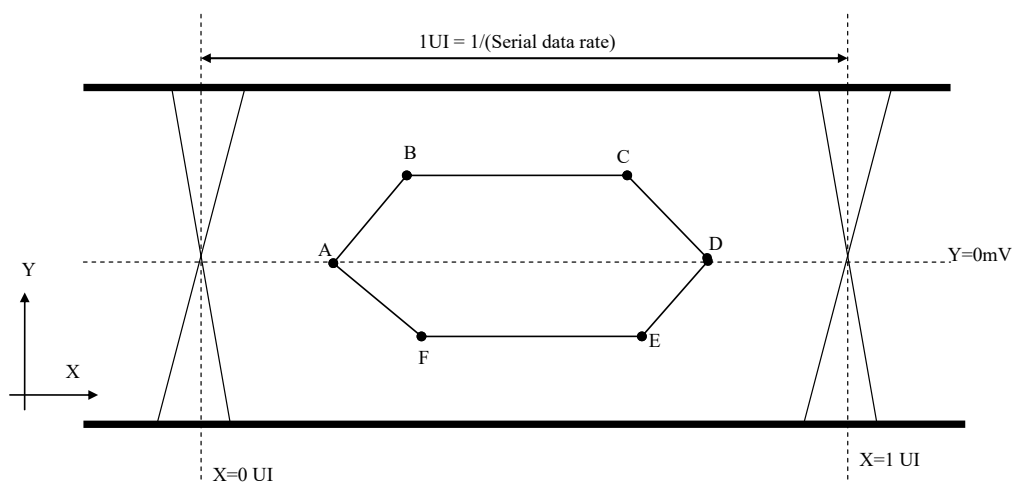 1UI = 1/(Serial data rate)
B
C
A
D
Y=0mV
Y
F
E
X
X=0 UI
X=1 UI